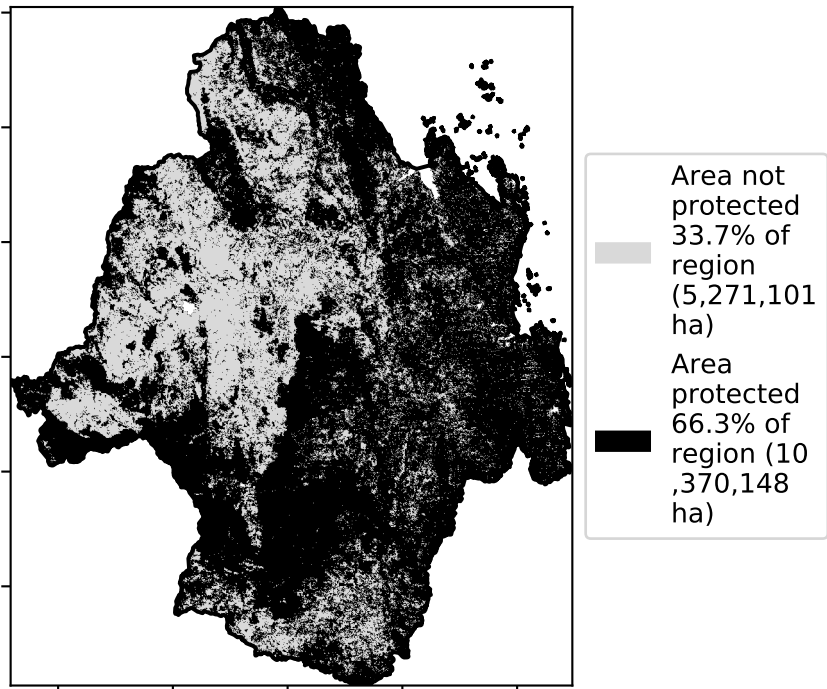 Area not
protected
33.7% of
region
(5,271,101
ha)
Area
protected
66.3% of
region (10
,370,148
ha)